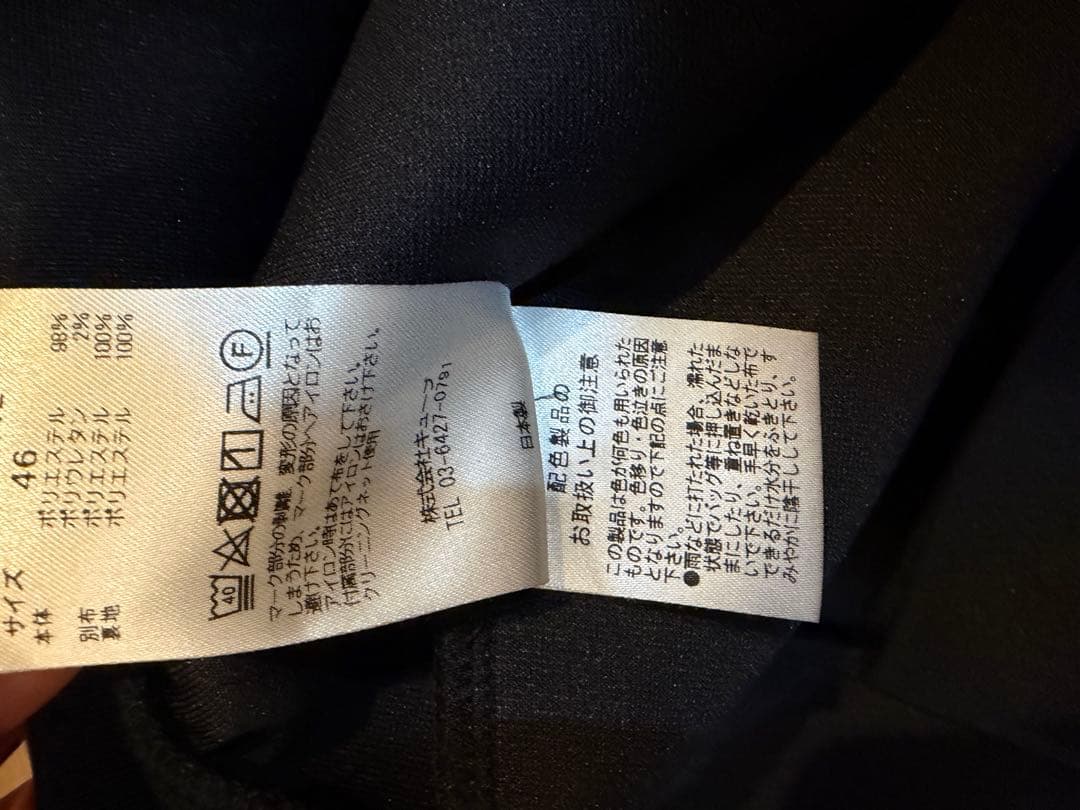 サイズ 46
本体 ポリエステル 98%
ポリウレタン 2%
別布 ポリエステル 100%
裏地 ポリエステル 100%
40 F
マーク部分の剥離、変形の原因となって
しまうため、マーク部分へアイロンはお
避け下さい。
アイロン時はあて布をして下さい。
付属部分にはアイロンはおさけ下さい。
クリーニングネット使用
株式会社キューブ
TEL 03-6427-0791
日本製
配色製品の
お取扱い上の御注意
この製品は色が何色も用いられた
ものです。色移り・色泣きの原因
となりますので下記の点にご注意
下さい。
●雨などに打たれた場合、濡れた
状態でバッグ等に押し込んだま
まにしたり、重ね置きなどしな
いで下さい。至早く乾いた布で
できるだけ水分をふきとり、す
みやかに陰干しして下さい。